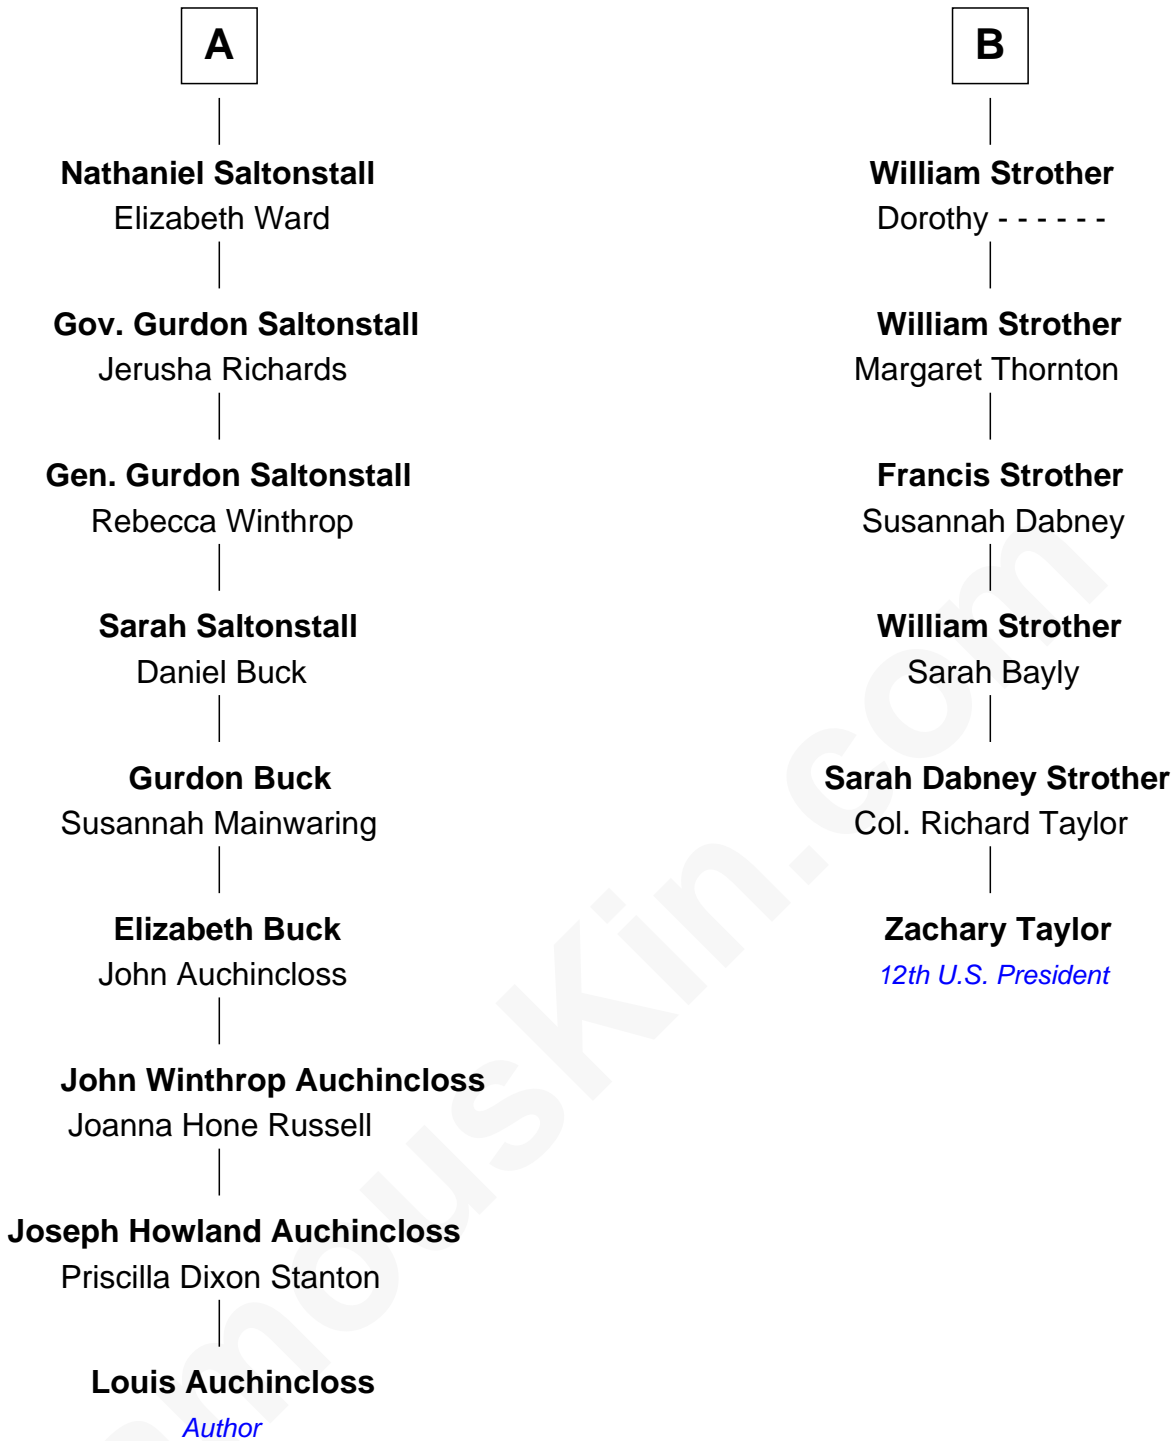 A
Nathaniel Saltonstall
Elizabeth Ward
Gov. Gurdon Saltonstall
Jerusha Richards
Gen. Gurdon Saltonstall
Rebecca Winthrop
Sarah Saltonstall
Daniel Buck
Gurdon Buck
Susannah Mainwaring
Elizabeth Buck
John Auchincloss
John Winthrop Auchincloss
Joanna Hone Russell
Joseph Howland Auchincloss
Priscilla Dixon Stanton
Louis Auchincloss
Author
B
William Strother
Dorothy - - - - - -
William Strother
Margaret Thornton
Francis Strother
Susannah Dabney
William Strother
Sarah Bayly
Sarah Dabney Strother
Col. Richard Taylor
Zachary Taylor
12th U.S. President
amouskin.com